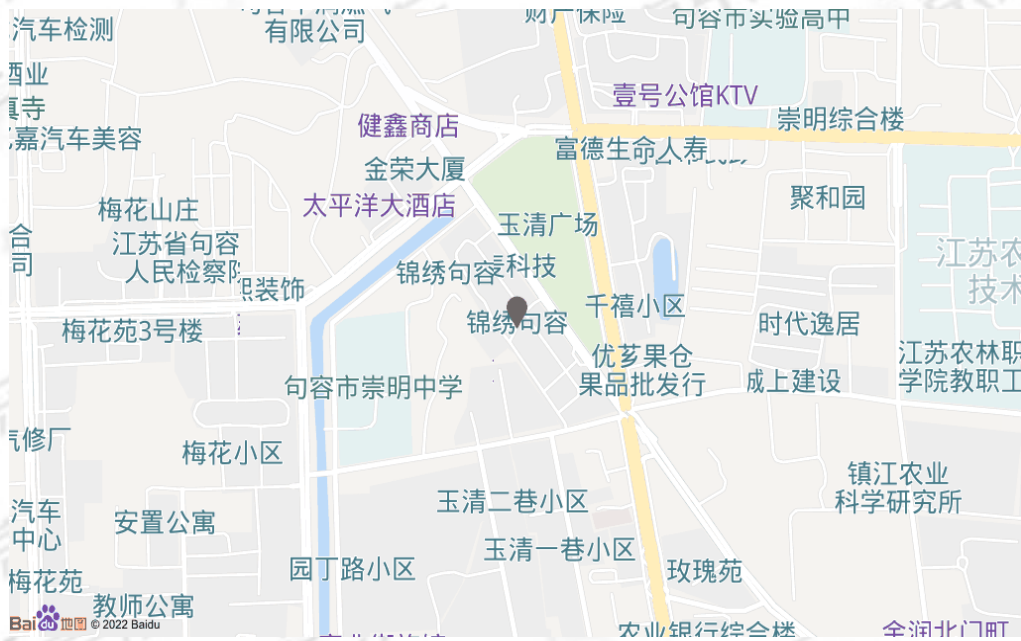 财产保险
句容市实验高中
汽车检测
有限公司
酒业
真寺
壹号公馆KTV
健鑫商店
崇明综合楼
嘉汽车美容
富德生命人寿
金荣大厦
太平洋大酒店
聚和园
梅花山庄
玉清广场
合
司
江苏省句容
人民检察院
江苏农
技术
锦绣句容
科技
装饰
千禧小区
锦绣句容
时代逸居
梅花苑3号楼
优芗果仓
果品批发行
江苏农林职
学院教职工
句容市崇明中学
成上建设
汽修厂
梅花小区
镇江农业
科学研究所
玉清二巷小区
汽车
中心
安置公寓
玉清一巷小区
园丁路小区
玫瑰苑
梅花苑
教师公寓
Bai du 地图 © 2022 Baidu
农业银行综合楼
金润北门町